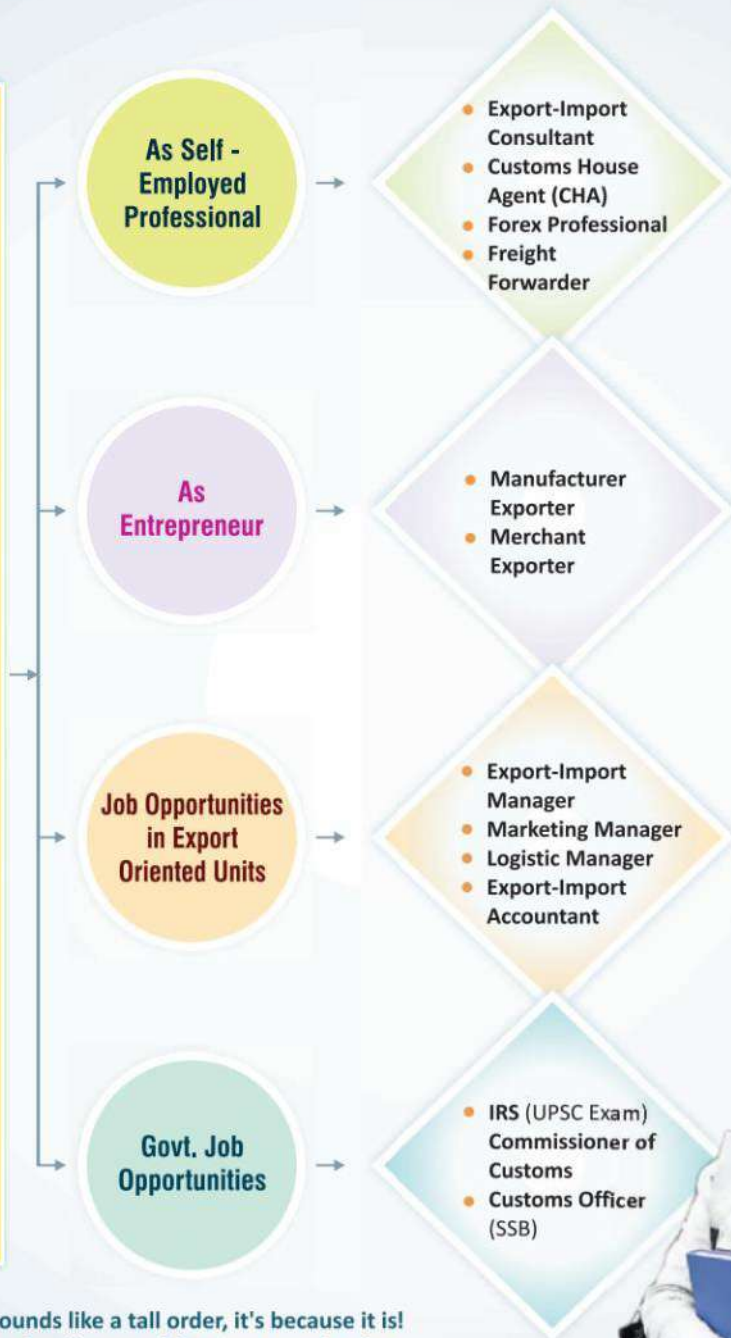 As Self -
Employed
Professional
Export-Import
Consultant
Customs House
Agent (CHA)
Forex Professional
Freight
Forwarder
As
Entrepreneur
Manufacturer
Exporter
Merchant
Exporter
Job Opportunities
in Export
Oriented Units
Export-Import
Manager
Marketing Manager
Logistic Manager
Export-Import
Accountant
Govt. Job
Opportunities
IRS (UPSC Exam)
Commissioner of
Customs
Customs Officer
(SSB)
like a tall order, it's because it is!